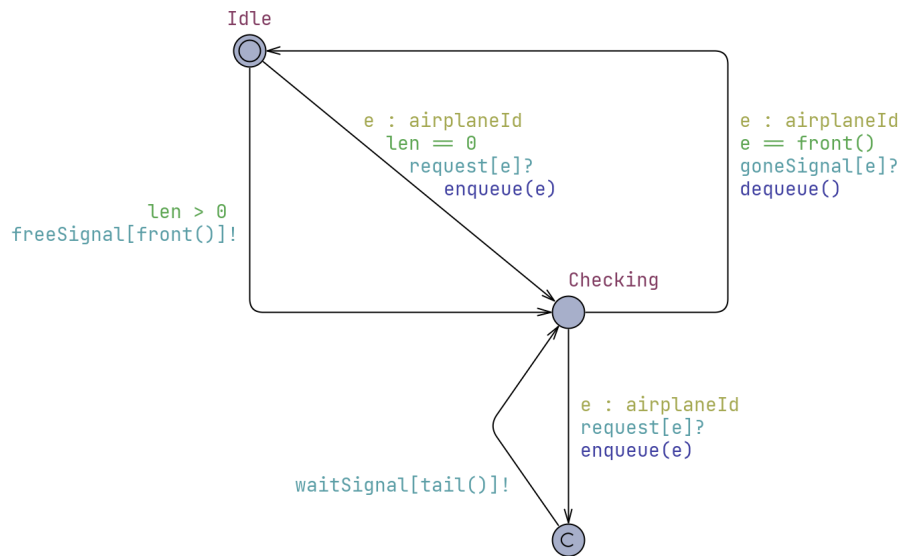 Idle
e : airplaneId
len == 0
request[e]?
enqueue(e)
e : airplaneId
e == front()
goneSignal[e]?
dequeue()
len > 0
freeSignal[front()]!
Checking
e : airplaneId
request[e]?
enqueue(e)
waitSignal[tail()]!
C